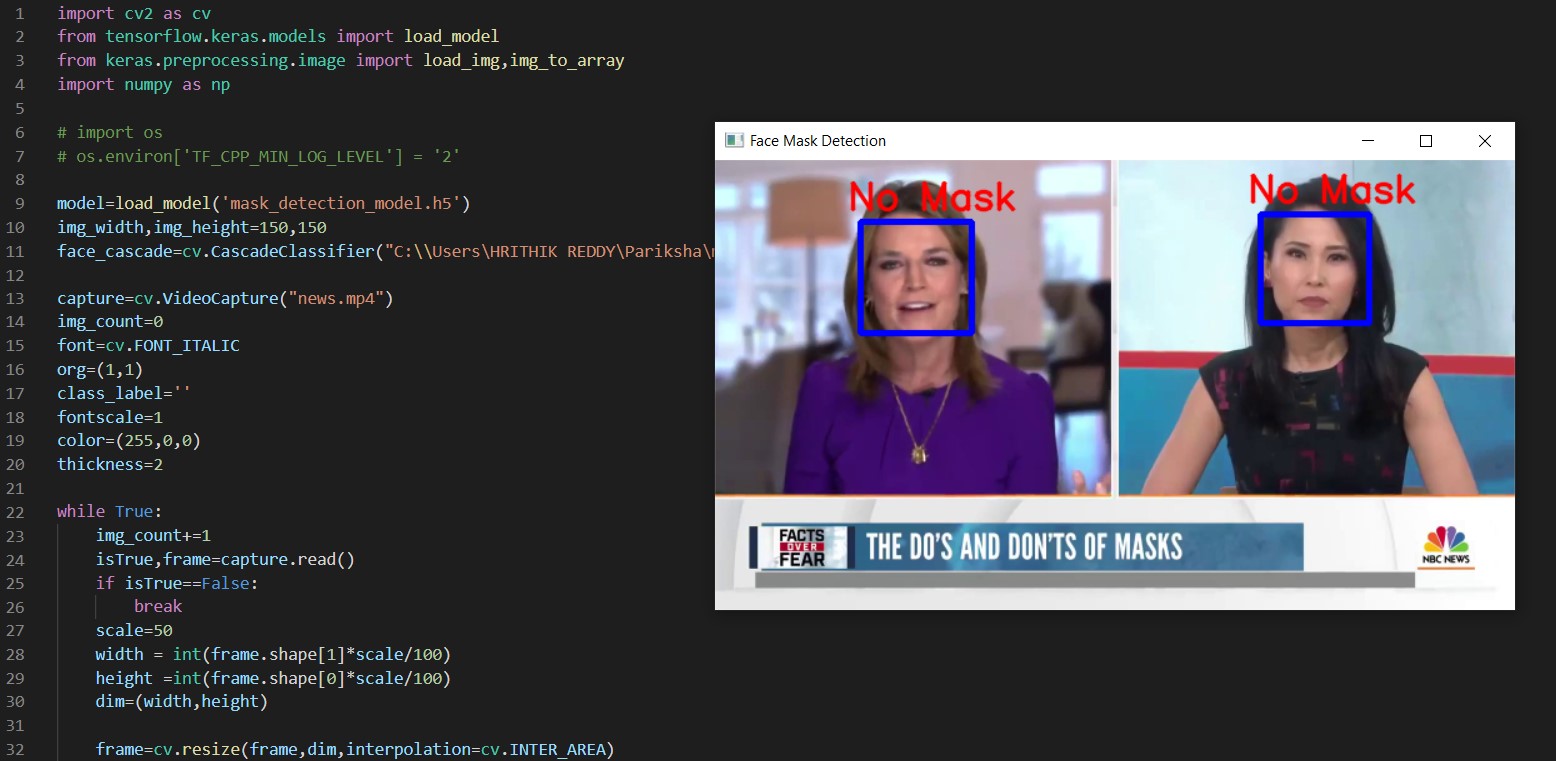 1 import cv2 as cv
2 from tensorflow.keras.models import load_model
3 from keras.preprocessing.image import load_img,img_to_array
4 import numpy as np
5
6 # import os
7 # os.environ['TF_CPP_MIN_LOG_LEVEL'] = '2'
8
9 model=load_model('mask_detection_model.h5')
10 img_width,img_height=150,150
11 face_cascade=cv.CascadeClassifier("C:\\Users\HRITHIK REDDY\Pariksha\
12
13 capture=cv.VideoCapture("news.mp4")
14 img_count=0
15 font=cv.FONT_ITALIC
16 org=(1,1)
17 class_label=''
18 fontscale=1
19 color=(255,0,0)
20 thickness=2
21
22 while True:
23 img_count+=1
24 isTrue,frame=capture.read()
25 if isTrue==False:
26 break
27 scale=50
28 width = int(frame.shape[1]*scale/100)
29 height =int(frame.shape[0]*scale/100)
30 dim=(width,height)
31
32 frame=cv.resize(frame,dim,interpolation=cv.INTER_AREA)
Face Mask Detection
No Mask
No Mask
FACTS
OVER
FEAR
THE DO'S AND DON'TS OF MASKS
NBC NEWS